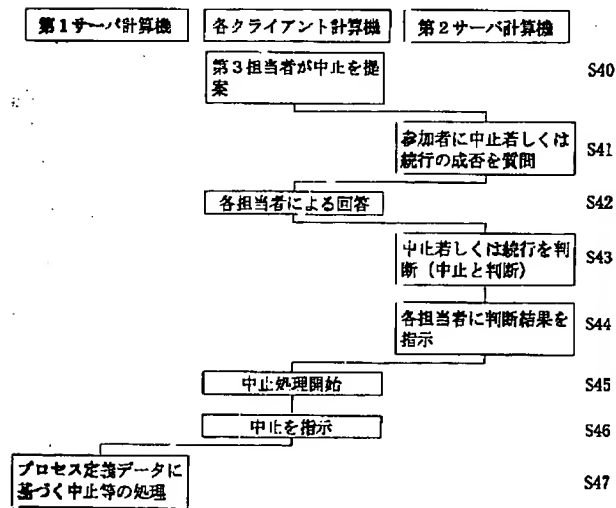 第1サーバ計算機 各クライアント計算機 第2サーバ計算機
第3担当者が中止を提
案
S40
参加者に中止若しくは
続行の成否を質問
S41
各担当者による回答
S42
中止若しくは続行を判
断(中止と判断)
S43
各担当者に判断結果を
指示
S44
中止処理開始
S45
中止を指示
S46
プロセス定義データに
基づく中止等の処理
S47